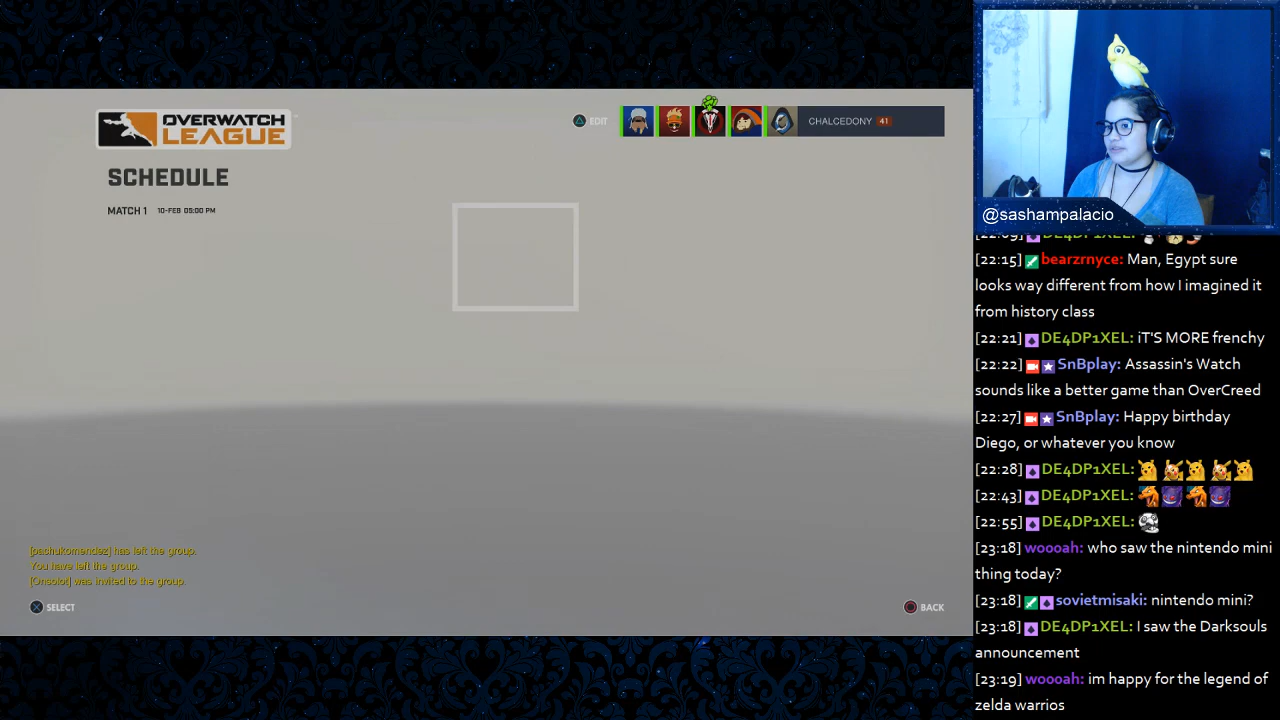 OVERWATCH
LEAGUE
EDIT
CHALCEDONY 41
SCHEDULE
MATCH 1 10-FEB 05:00 PM
[pachukomendez] has left the group.
You have left the group.
[Onsolot] was invited to the group.
SELECT
BACK
@sashampalacio
[22:09] DE4DP1XEL:
[22:15] bearzrnyce: Man, Egypt sure
looks way different from how I imagined it
from history class
[22:21] DE4DP1XEL: iT'S MORE frenchy
[22:22] SnBplay: Assassin's Watch
sounds like a better game than OverCreed
[22:27] SnBplay: Happy birthday
Diego, or whatever you know
[22:28] DE4DP1XEL:
[22:43] DE4DP1XEL:
[22:55] DE4DP1XEL:
[23:18] woooah: who saw the nintendo mini
thing today?
[23:18] sovietmisaki: nintendo mini?
[23:18] DE4DP1XEL: I saw the Darksouls
announcement
[23:19] woooah: im happy for the legend of
zelda warrios